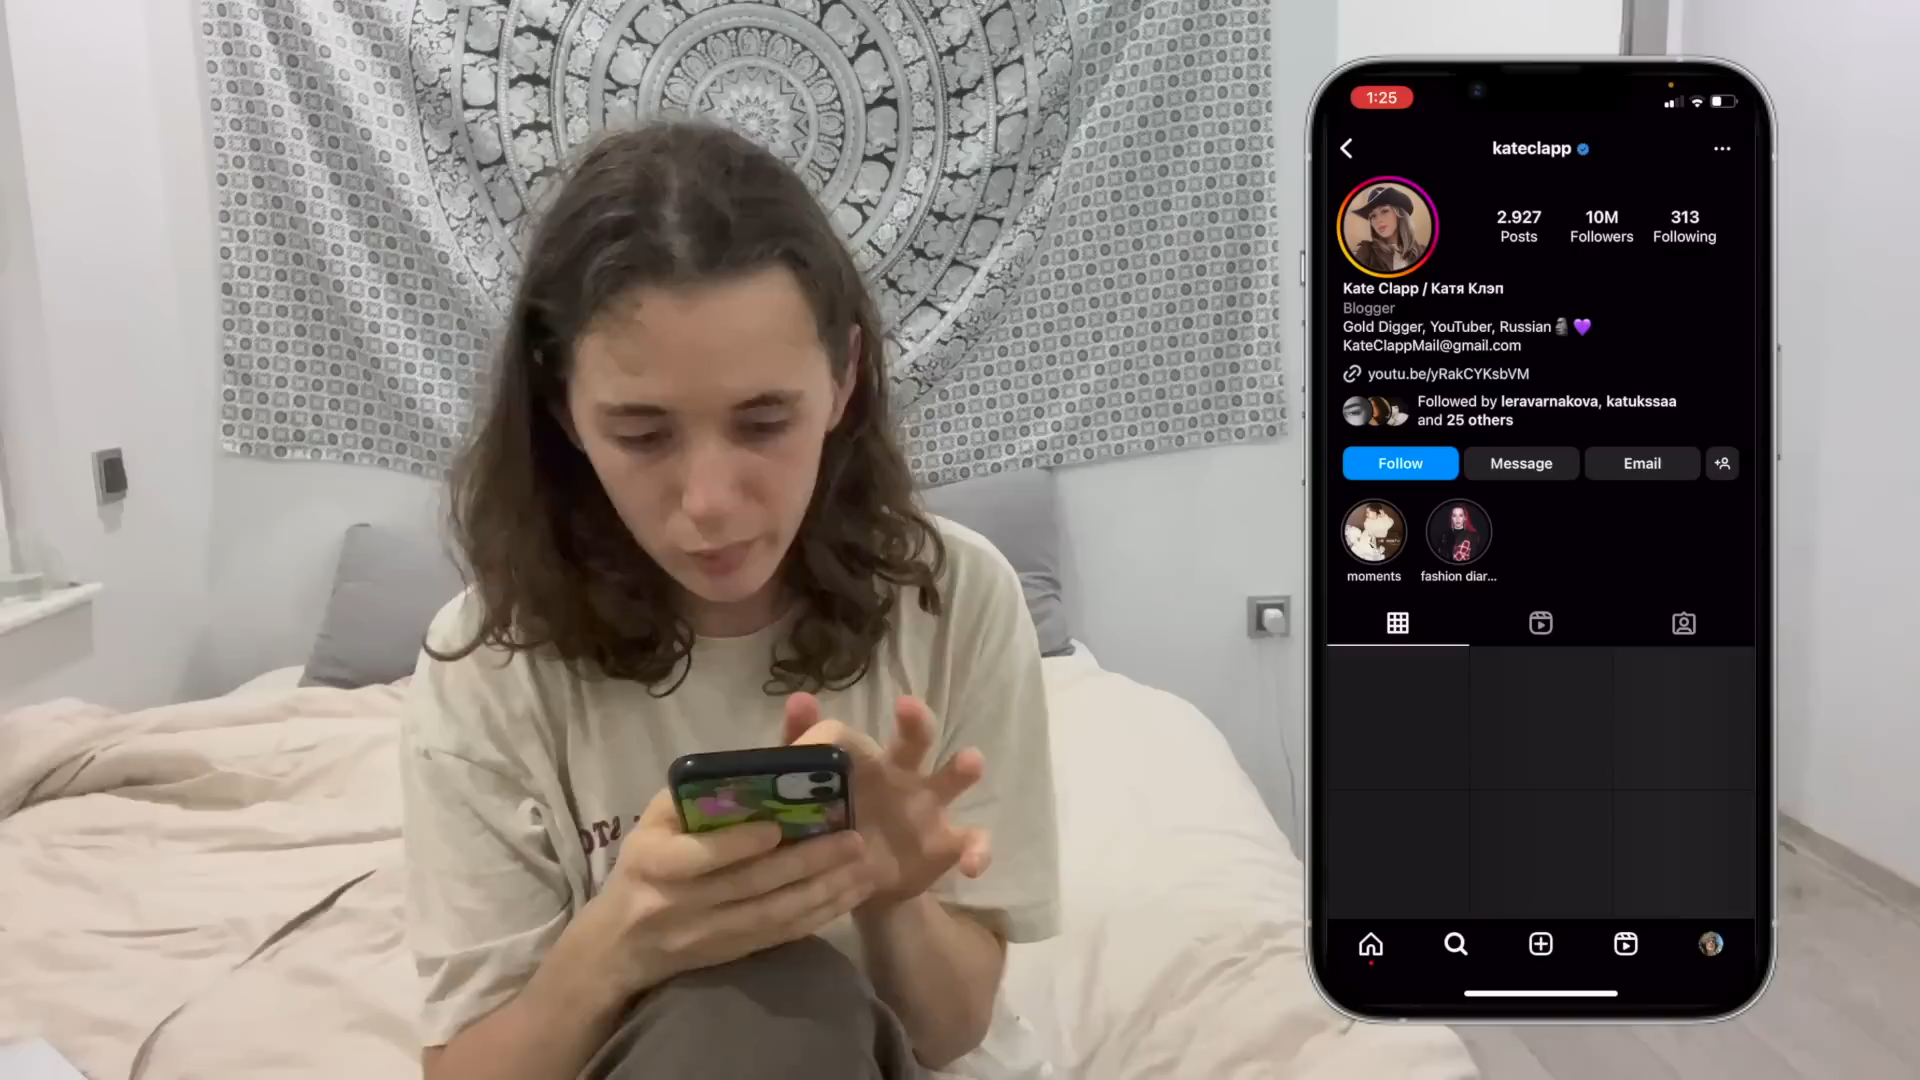 1:25
kateclapp
2.927
Posts
10M
Followers
313
Following
Kate Clapp / Катя Клэп
Blogger
Gold Digger, YouTuber, Russian🗿💜
KateClappMail@gmail.com
youtu.be/yRakCYKsbVM
Followed by leravarnakova, katukssaa
and 25 others
Follow
Message
Email
moments
fashion diar...